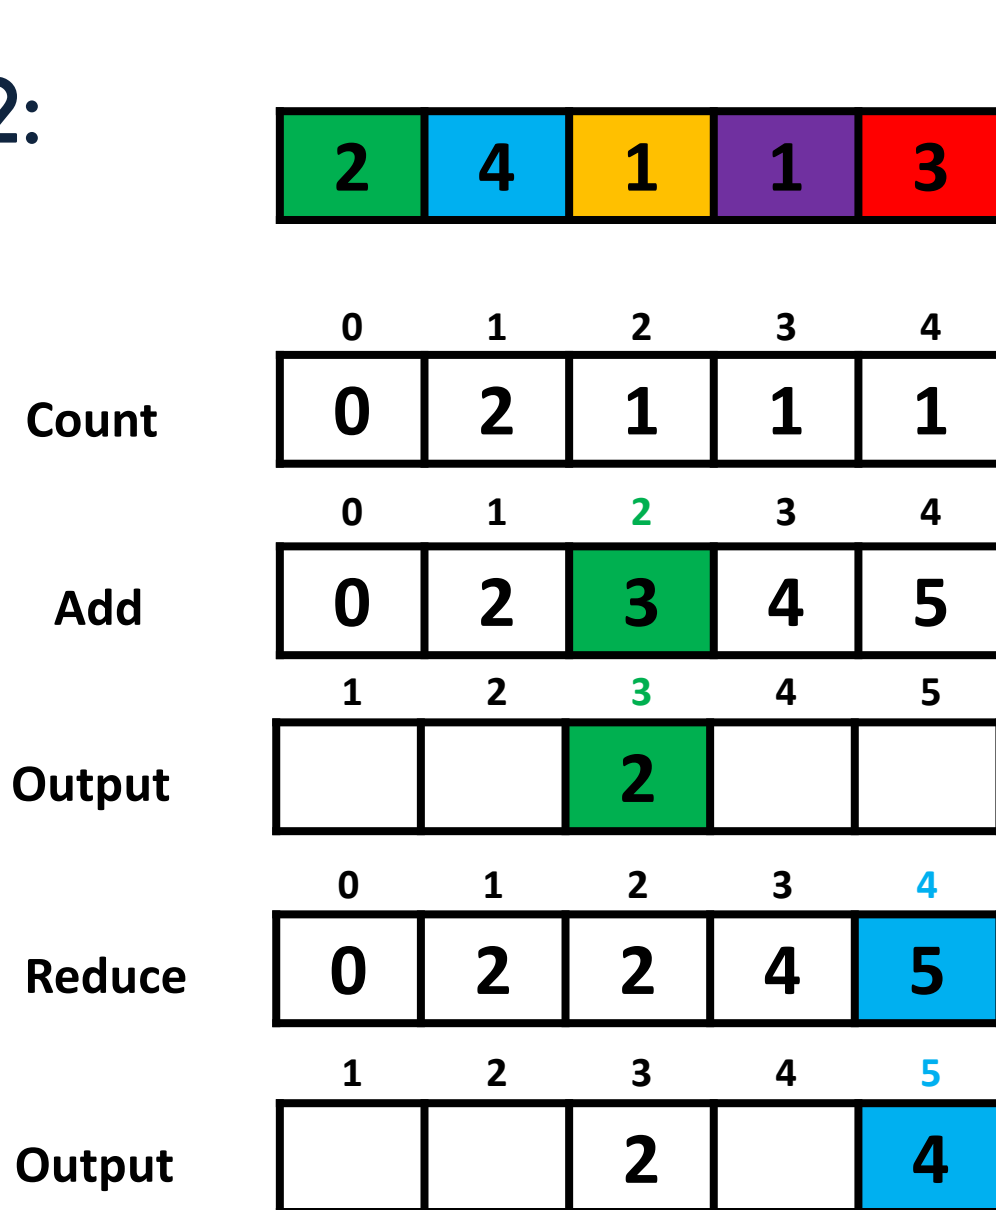 2:
2 4 1 1 3
0 1 2 3 4
Count 0 2 1 1 1
0 1 2 3 4
Add 0 2 3 4 5
1 2 3 4 5
Output 2
0 1 2 3 4
Reduce 0 2 2 4 5
1 2 3 4 5
Output 2 4